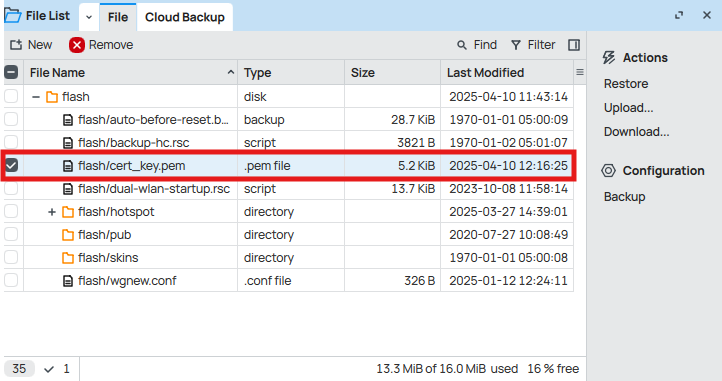 File List File Cloud Backup
New Remove Find Filter
File Name Type Size Last Modified
flash disk 2025-04-10 11:43:14
flash/auto-before-reset.b... backup 28.7 KiB 1970-01-01 05:00:09
flash/backup-hc.rsc script 3821 B 1970-01-02 05:01:07
flash/cert_key.pem .pem file 5.2 KiB 2025-04-10 12:16:25
flash/dual-wlan-startup.rsc script 13.7 KiB 2023-10-08 11:58:14
flash/hotspot directory 2025-03-27 14:39:01
flash/pub directory 2020-07-27 10:08:49
flash/skins directory 1970-01-01 05:00:08
flash/wgnew.conf .conf file 326 B 2025-01-12 12:24:11
35 1 13.3 MiB of 16.0 MiB used 16 % free
Actions
Restore
Upload...
Download...
Configuration
Backup